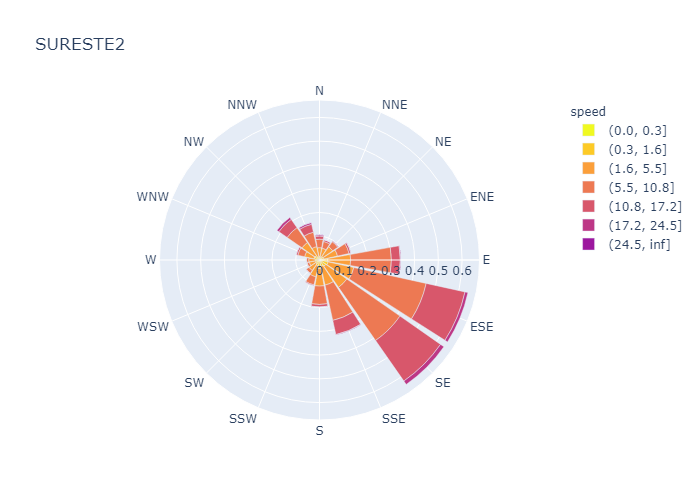 SURESTE2
N
NNW
NNE
NW
NE
WNW
ENE
W
E
0 0.1 0.2 0.3 0.4 0.5 0.6
WSW
ESE
SW
SE
SSW
SSE
S
speed
(0.0, 0.3]
(0.3, 1.6]
(1.6, 5.5]
(5.5, 10.8]
(10.8, 17.2]
(17.2, 24.5]
(24.5, inf]